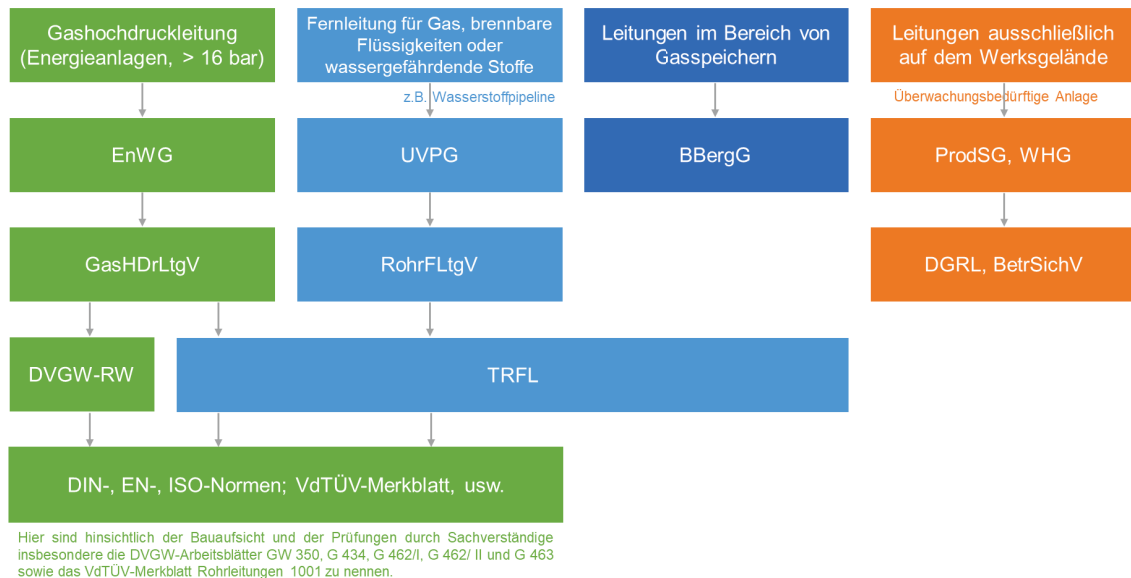 Gashochdruckleitung
(Energieanlagen, > 16 bar)
Fernleitung für Gas, brennbare
Flüssigkeiten oder
wassergefährdende Stoffe
Leitungen im Bereich von
Gasspeichern
Leitungen ausschließlich
auf dem Werksgelände
z.B. Wasserstoffpipeline
Überwachungsbedürftige Anlage
EnWG
UVPG
BBergG
ProdSG, WHG
GasHDrLtgV
RohrFLtgV
DGRL, BetrSichV
DVGW-RW
TRFL
DIN-, EN-, ISO-Normen; VdTÜV-Merkblatt, usw.
Hier sind hinsichtlich der Bauaufsicht und der Prüfungen durch Sachverständige
insbesondere die DVGW-Arbeitsblätter GW 350, G 434, G 462/I, G 462/ II und G 463
sowie das VdTÜV-Merkblatt Rohrleitungen 1001 zu nennen.